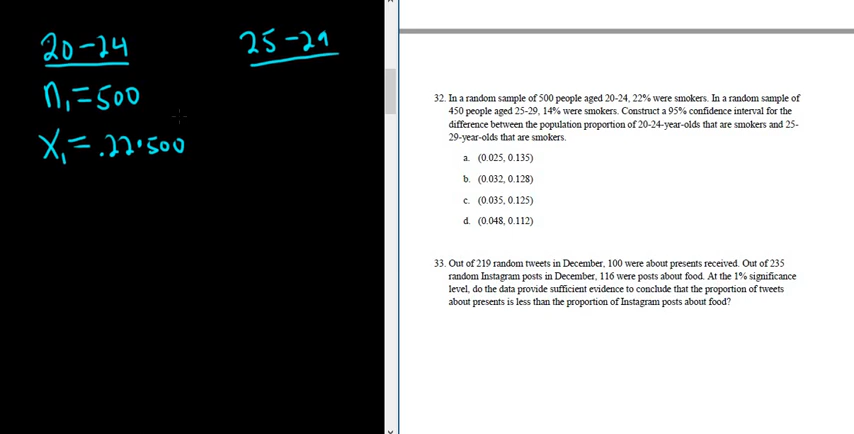 20-24
25-29
n₁=500
X₁=.22·500
32. In a random sample of 500 people aged 20-24, 22% were smokers. In a random sample of
450 people aged 25-29, 14% were smokers. Construct a 95% confidence interval for the
difference between the population proportion of 20-24-year-olds that are smokers and 25-
29-year-olds that are smokers.
a. (0.025, 0.135)
b. (0.032, 0.128)
c. (0.035, 0.125)
d. (0.048, 0.112)
33. Out of 219 random tweets in December, 100 were about presents received. Out of 235
random Instagram posts in December, 116 were posts about food. At the 1% significance
level, do the data provide sufficient evidence to conclude that the proportion of tweets
about presents is less than the proportion of Instagram posts about food?